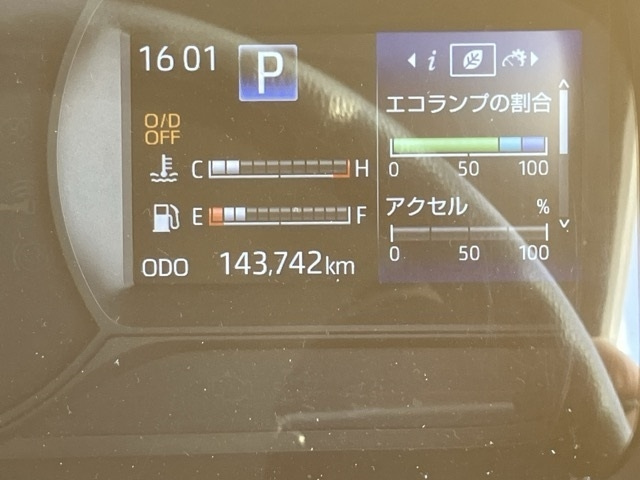 16 01
P
O/D
OFF
C H
E F
ODO 143,742km
i
エコランプの割合
0 50 100
アクセル %
0 50 100